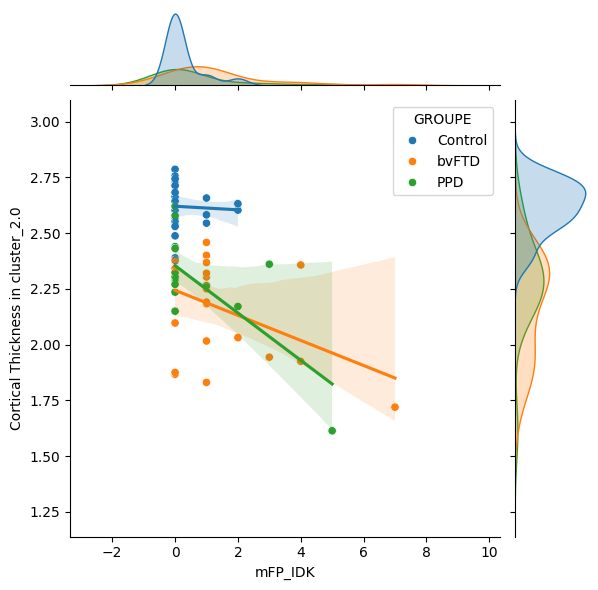 GROUPE
Control
bvFTD
PPD
Cortical Thickness in cluster_2.0
3.00
2.75
2.50
2.25
2.00
1.75
1.50
1.25
−2
0
2
4
6
8
10
mFP_IDK